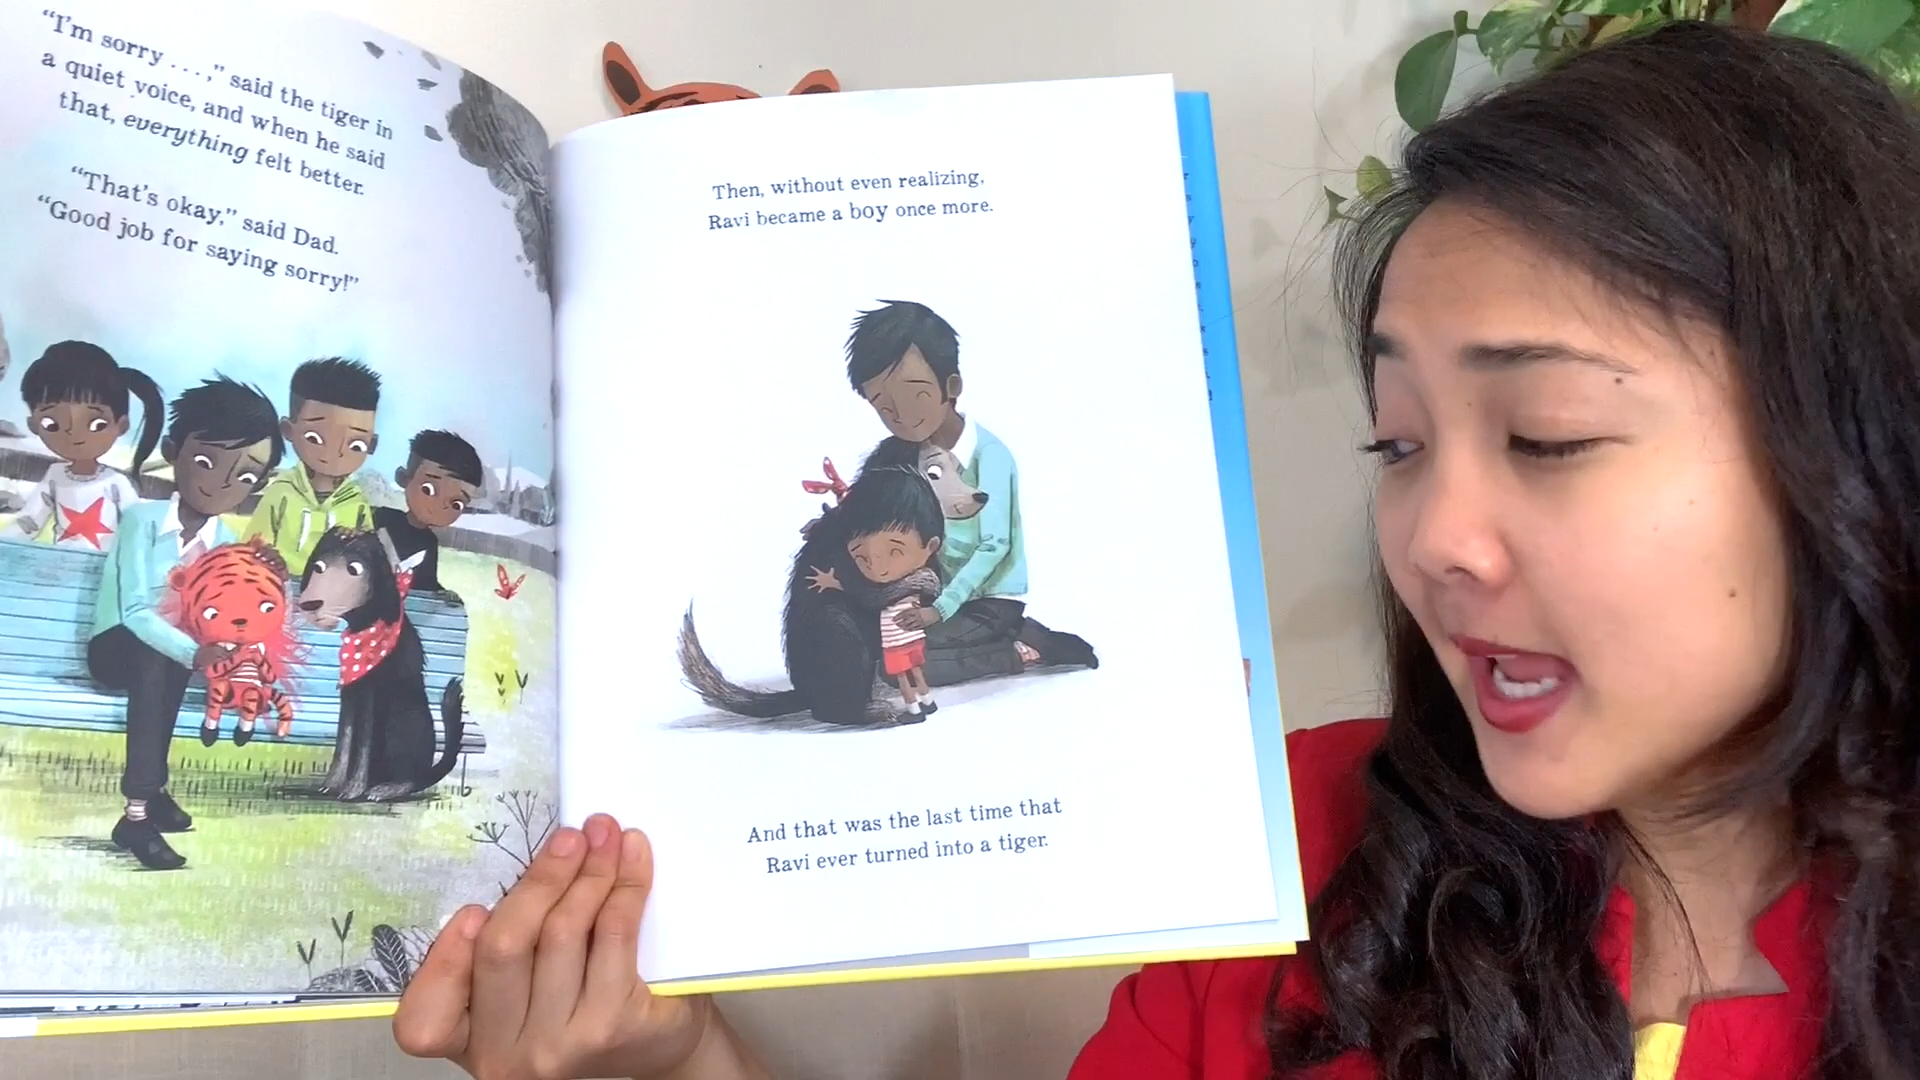 “I’m sorry . . . ,” said the tiger in
a quiet voice, and when he said
that, everything felt better.
“That’s okay,” said Dad.
“Good job for saying sorry!”
Then, without even realizing,
Ravi became a boy once more.
And that was the last time that
Ravi ever turned into a tiger.